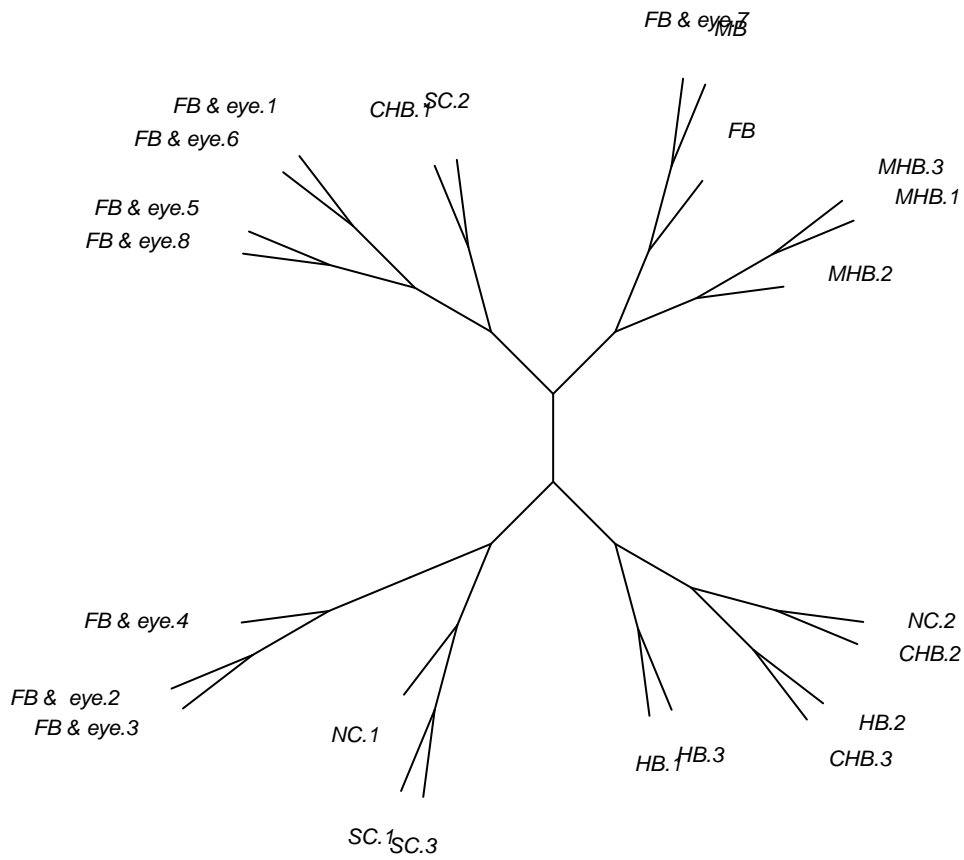 FB & eye.7
MB
FB & eye.1
CHB.1
SC.2
FB & eye.6
FB
MHB.3
MHB.1
FB & eye.5
FB & eye.8
MHB.2
FB & eye.4
NC.2
CHB.2
FB &  eye.2
FB & eye.3
NC.1
HB.2
HB.1
HB.3
CHB.3
SC.1
SC.3